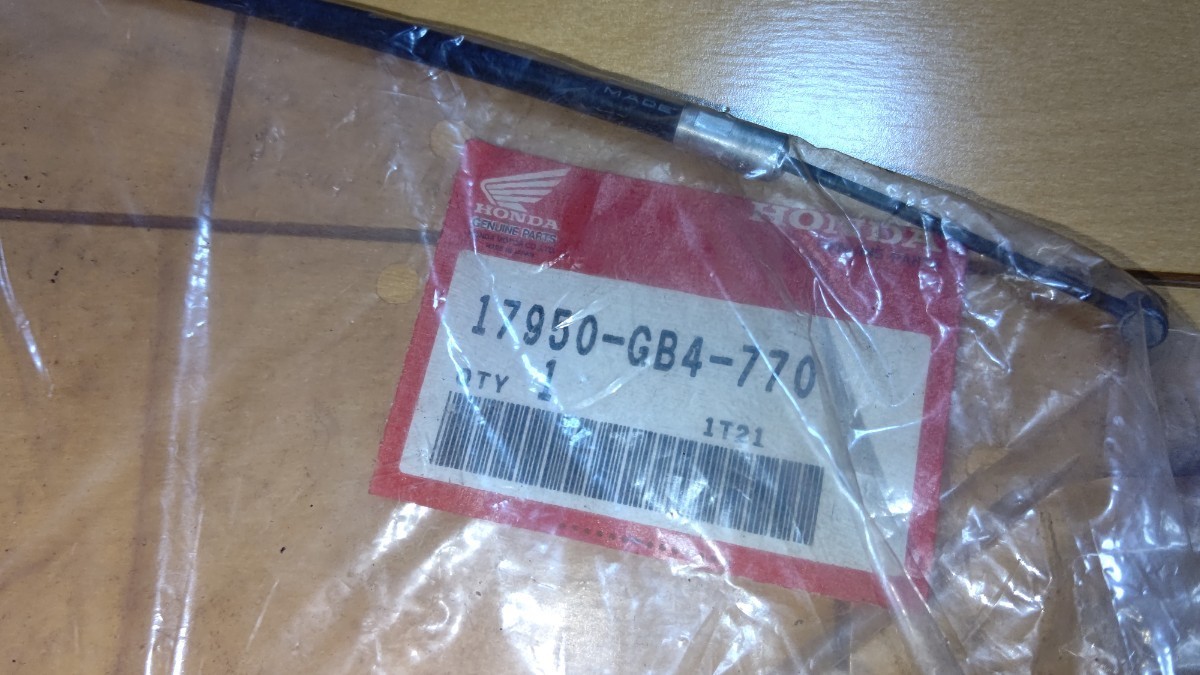 MADE
HONDA
GENUINE PARTS
HONDA
17950-GB4-770
QTY 1
1T21